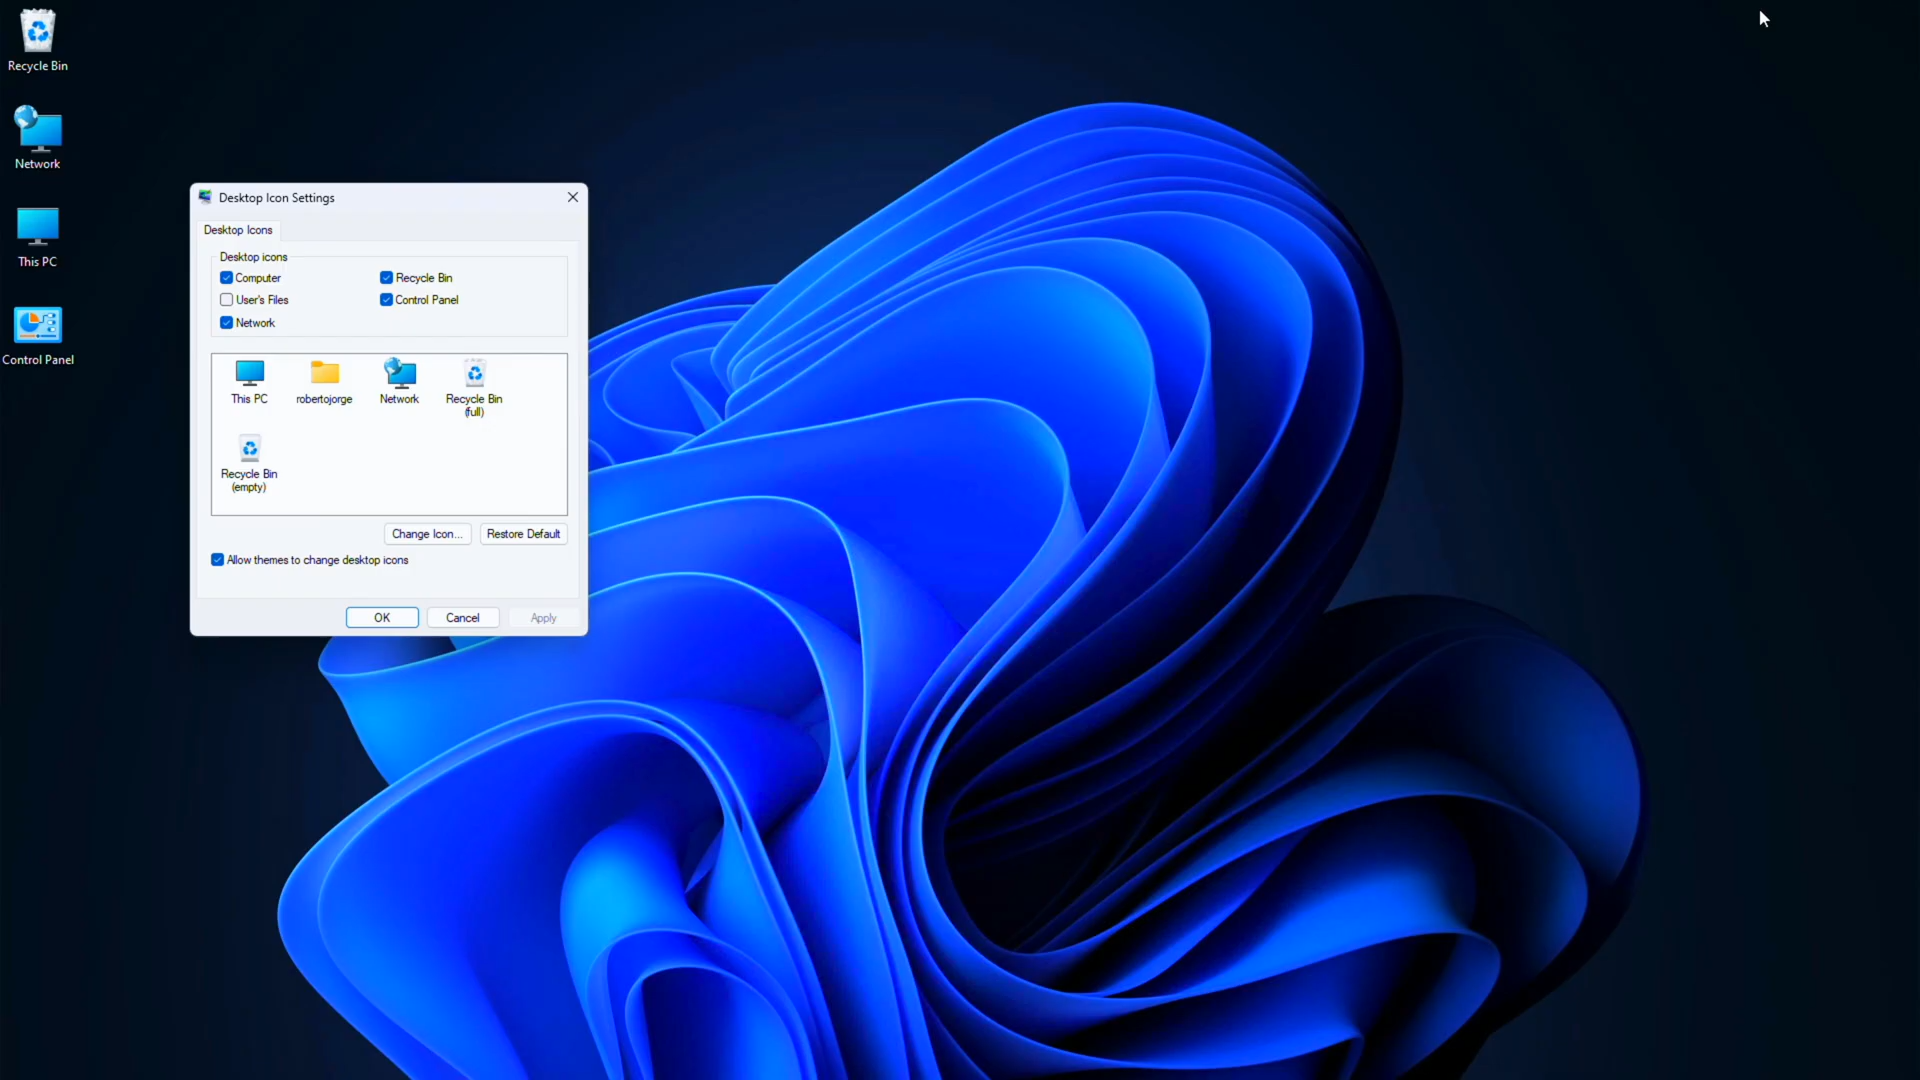 Recycle Bin
Network
This PC
Control Panel
Desktop Icon Settings
Desktop Icons
Desktop icons
Computer
Recycle Bin
User's Files
Control Panel
Network
This PC
robertojorge
Network
Recycle Bin
(full)
Recycle Bin
(empty)
Change Icon...
Restore Default
Allow themes to change desktop icons
OK
Cancel
Apply